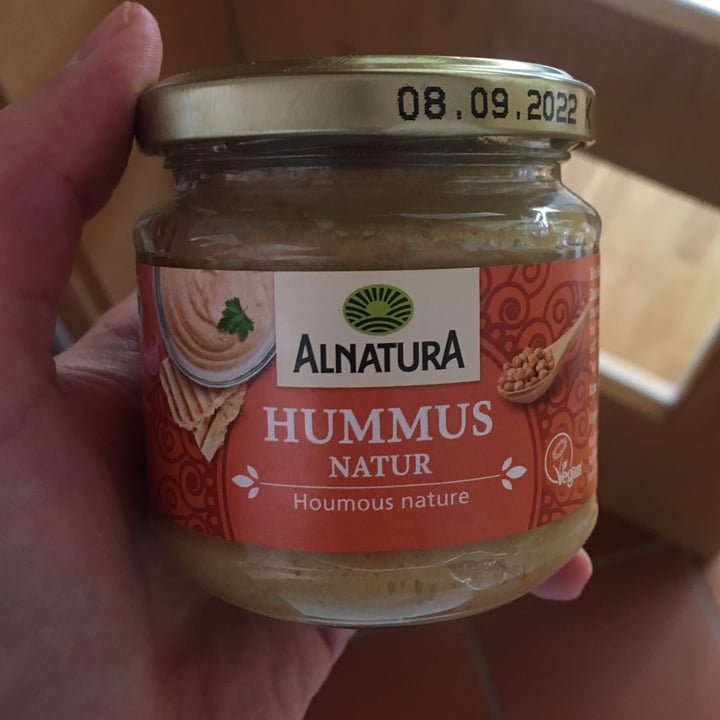 08.09.2022 K
ALNATURA
HUMMUS
NATUR
Houmous nature
Vegan